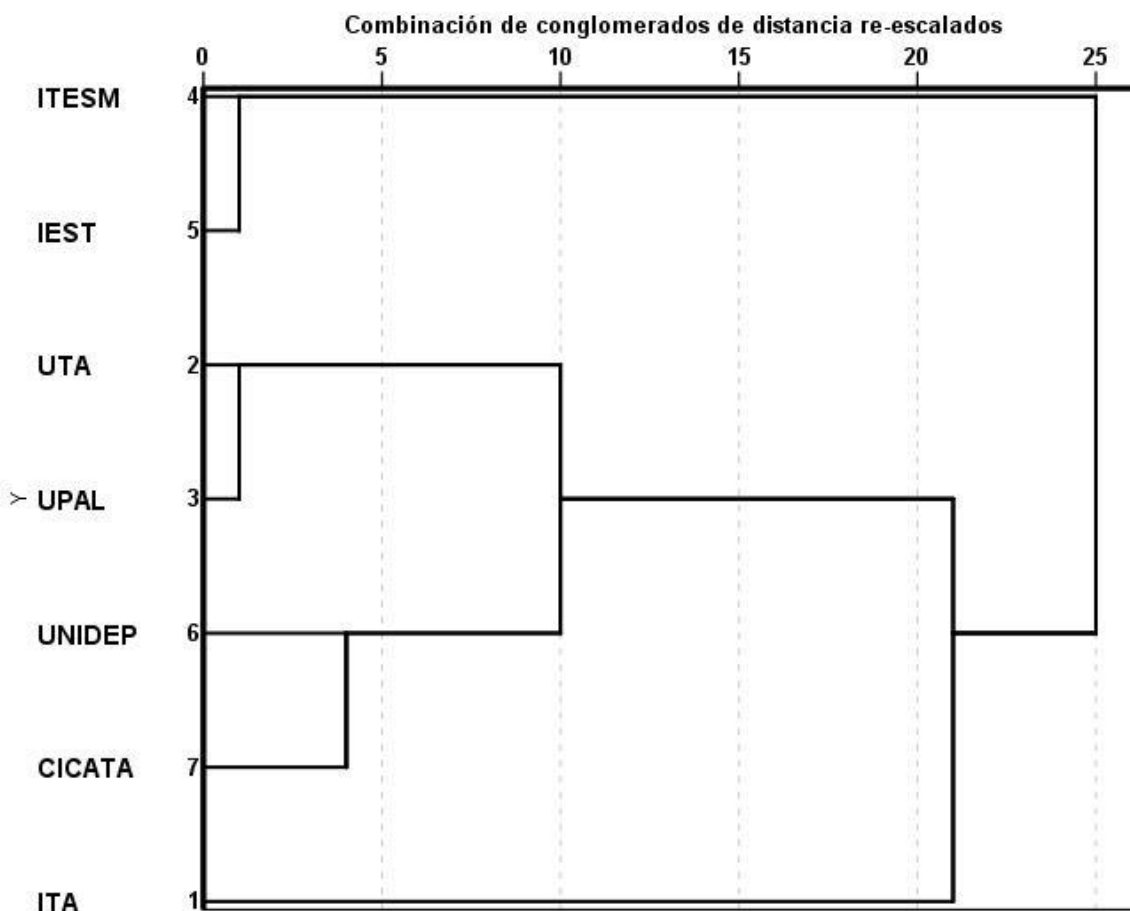 Combinación de conglomerados de distancia re-escalados
0 5 10 15 20 25
ITESM 4
IEST 5
UTA 2
Y
UPAL 3
UNIDEP 6
CICATA 7
ITA 1